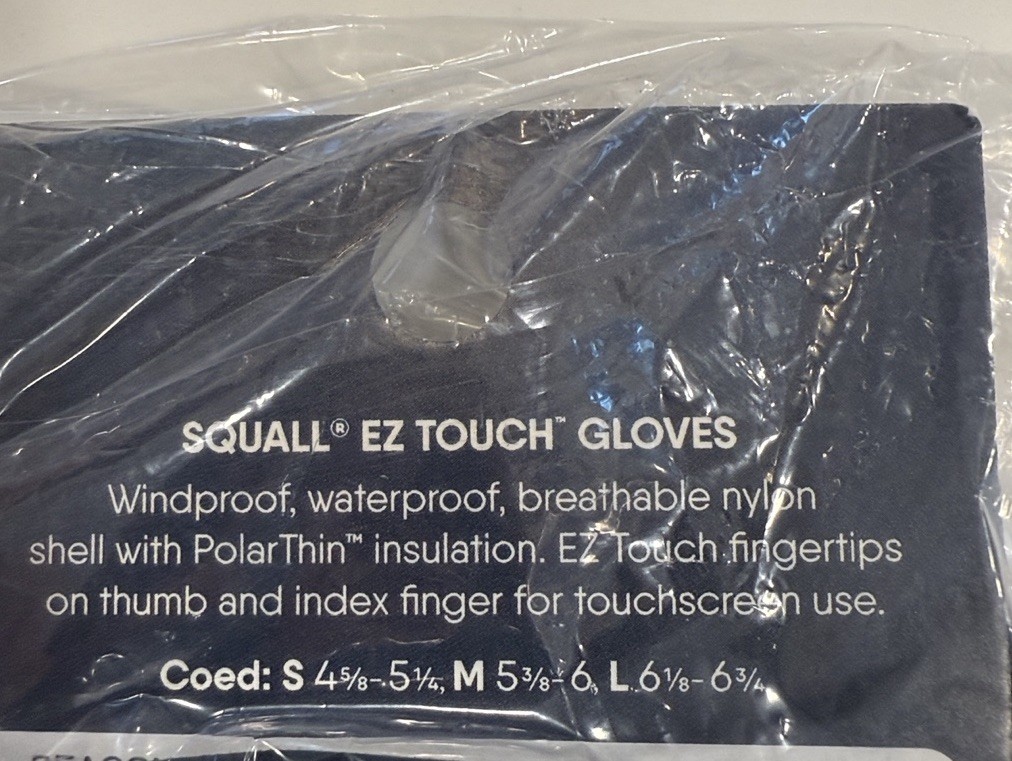 SQUALL® EZ TOUCH™ GLOVES
Windproof, waterproof, breathable nylon
shell with PolarThin™ insulation. EZ Touch fingertips
on thumb and index finger for touchscreen use.
Coed: S 4⅝-5¼, M 5⅜-6, L 6⅛-6¾